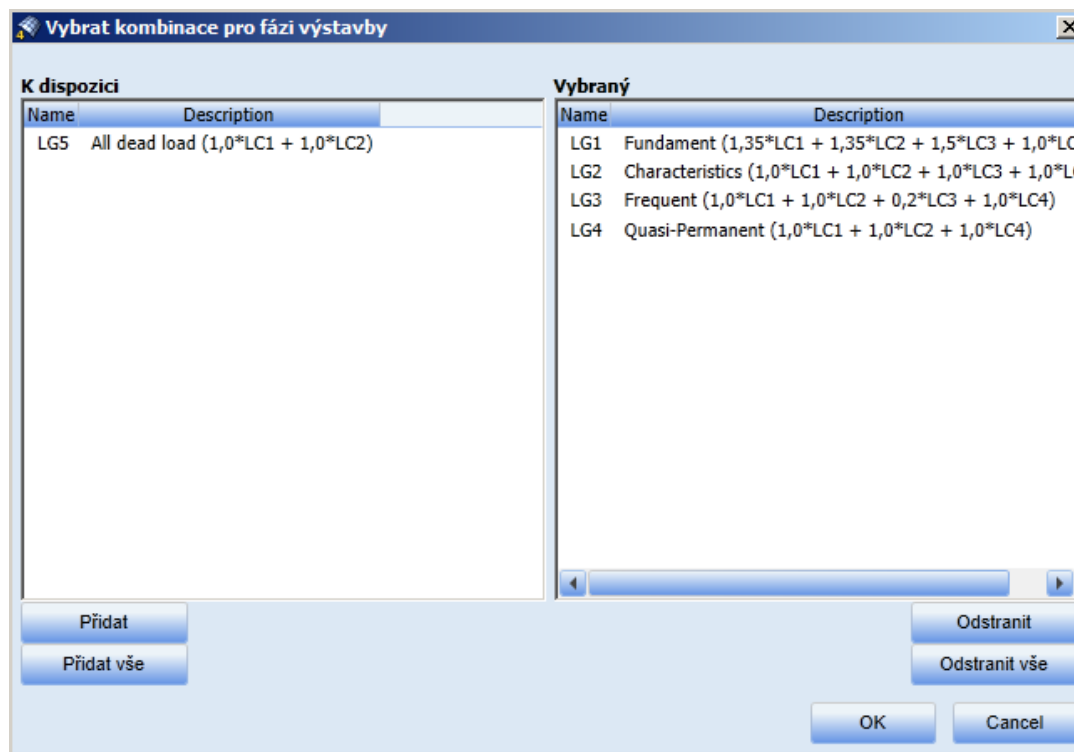 Vybrat kombinace pro fázi výstavby
K dispozici
Name Description
LG5 All dead load (1,0*LC1 + 1,0*LC2)
Vybraný
Name Description
LG1 Fundament (1,35*LC1 + 1,35*LC2 + 1,5*LC3 + 1,0*LC
LG2 Characteristics (1,0*LC1 + 1,0*LC2 + 1,0*LC3 + 1,0*L
LG3 Frequent (1,0*LC1 + 1,0*LC2 + 0,2*LC3 + 1,0*LC4)
LG4 Quasi-Permanent (1,0*LC1 + 1,0*LC2 + 1,0*LC4)
Přidat
Přidat vše
Odstranit
Odstranit vše
OK
Cancel